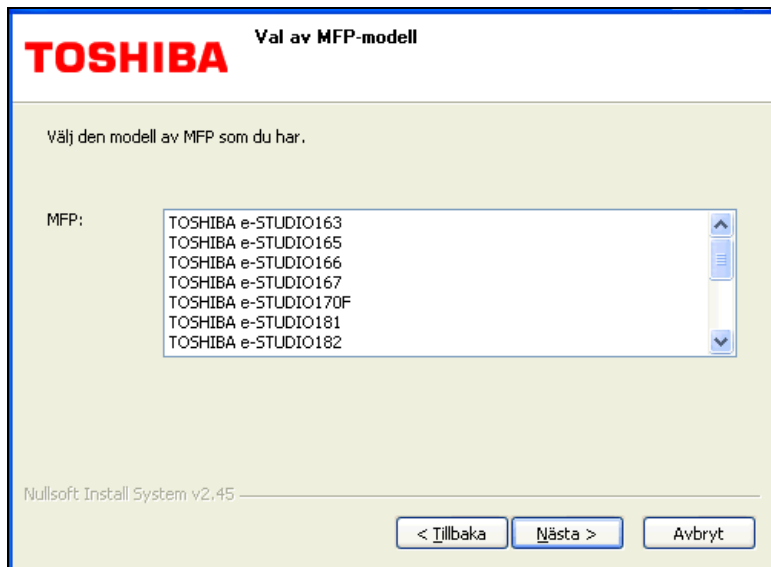 TOSHIBA
Val av MFP-modell
Välj den modell av MFP som du har.
MFP:
TOSHIBA e-STUDIO163
TOSHIBA e-STUDIO165
TOSHIBA e-STUDIO166
TOSHIBA e-STUDIO167
TOSHIBA e-STUDIO170F
TOSHIBA e-STUDIO181
TOSHIBA e-STUDIO182
Nullsoft Install System v2.45
< Tillbaka
Nästa >
Avbryt